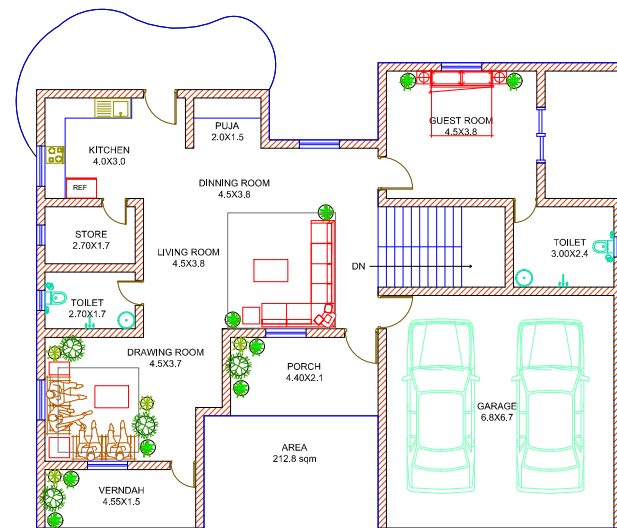 KITCHEN
4.0X3.0
PUJA
2.0X1.5
GUEST ROOM
4.5X3.8
REF
DINNING ROOM
4.5X3.8
STORE
2.70X1.7
LIVING ROOM
4.5X3.8
DN
TOILET
3.00X2.4
TOILET
2.70X1.7
DRAWING ROOM
4.5X3.7
PORCH
4.40X2.1
GARAGE
6.8X6.7
AREA
212.8 sqm
VERNDAH
4.55X1.5